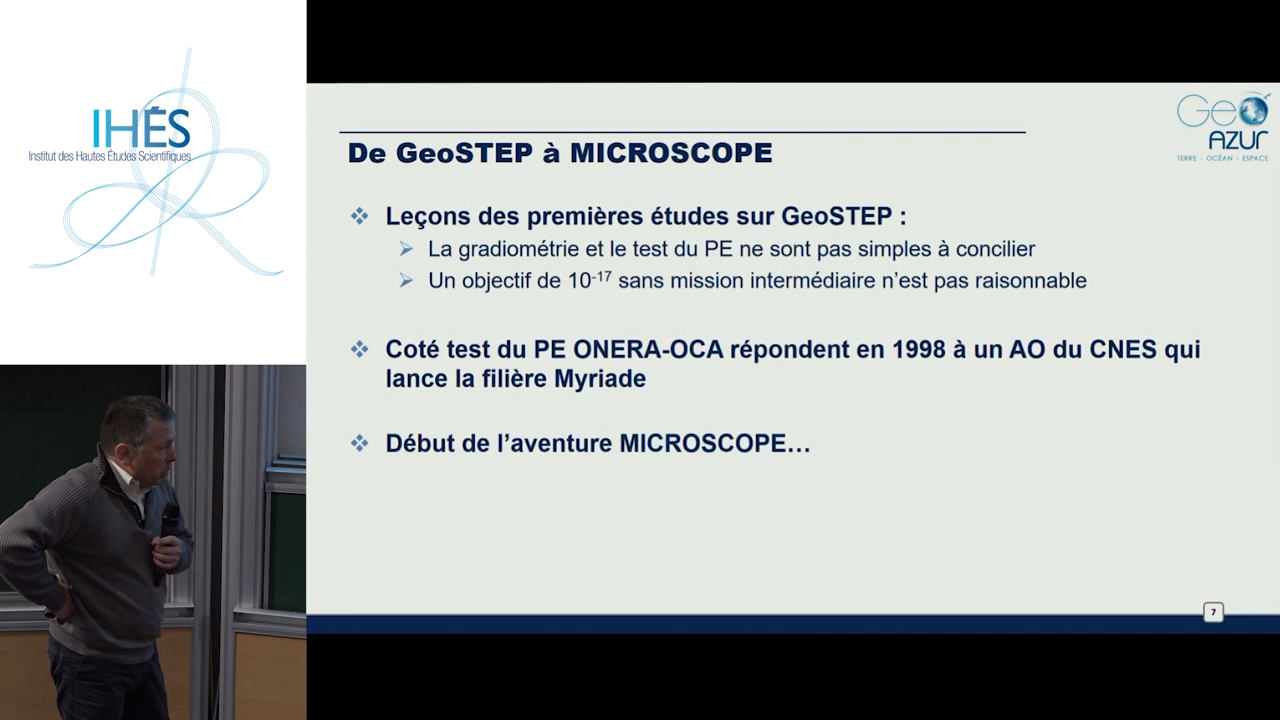 IHÉS
Institut des Hautes Études Scientifiques
Geo
AZUR
TERRE - OCÉAN - ESPACE
De GeoSTEP à MICROSCOPE
Leçons des premières études sur GeoSTEP :
La gradiométrie et le test du PE ne sont pas simples à concilier
Un objectif de 10⁻¹⁷ sans mission intermédiaire n’est pas raisonnable
Coté test du PE ONERA-OCA répondent en 1998 à un AO du CNES qui
lance la filière Myriade
Début de l’aventure MICROSCOPE…
7